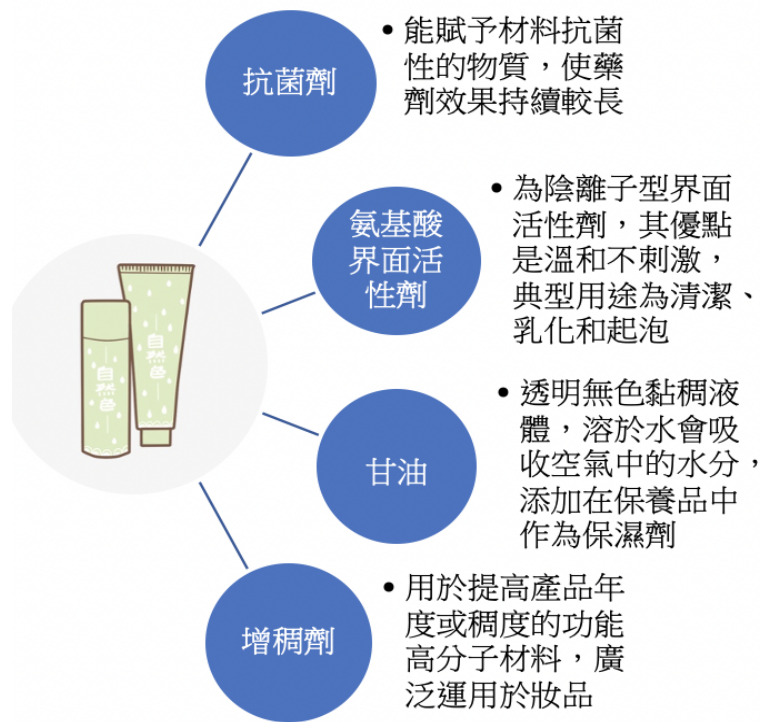 抗菌劑
• 能賦予材料抗菌
性的物質，使藥
劑效果持續較長
氨基酸
界面活
性劑
• 為陰離子型界面
活性劑，其優點
是溫和不刺激，
典型用途為清潔、
乳化和起泡
自然色
自然色
甘油
• 透明無色黏稠液
體，溶於水會吸
收空氣中的水分，
添加在保養品中
作為保濕劑
增稠劑
• 用於提高產品年
度或稠度的功能
高分子材料，廣
泛運用於妝品